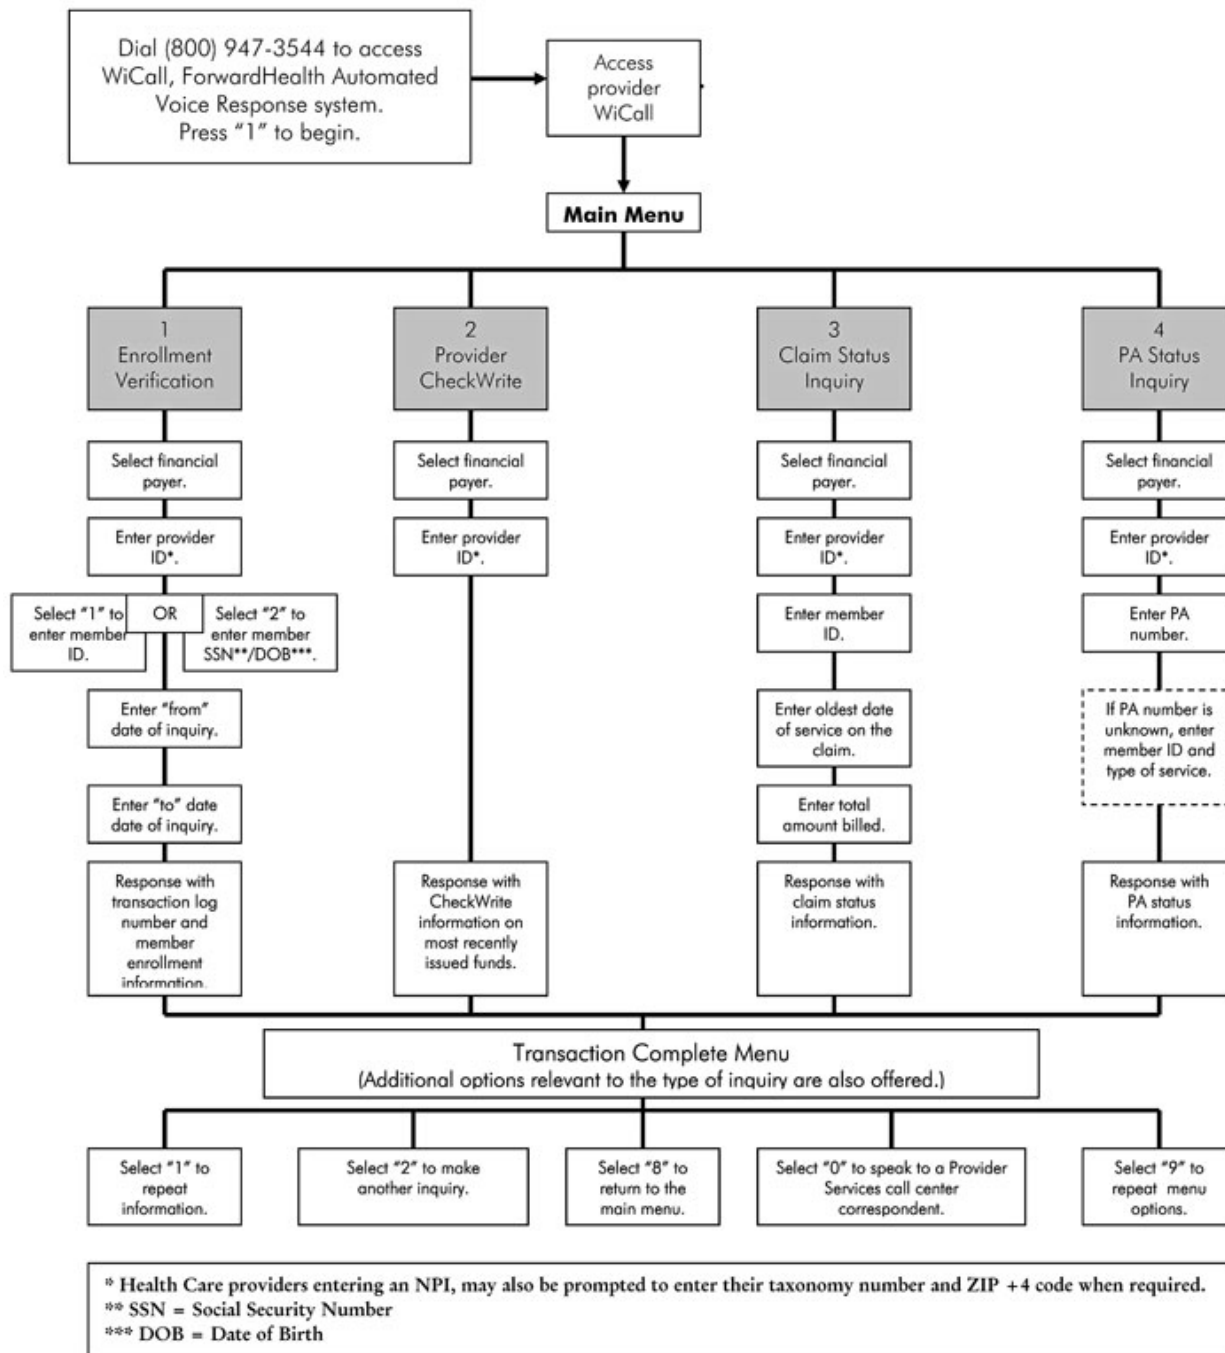 Dial (800) 947-3544 to access
WiCall, ForwardHealth Automated
Voice Response system.
Press "1" to begin.
Access
provider
WiCall
Main Menu
1
Enrollment
Verification
2
Provider
CheckWrite
3
Claim Status
Inquiry
4
PA Status
Inquiry
Select financial
payer.
Select financial
payer.
Select financial
payer.
Select financial
payer.
Enter provider
ID*.
Enter provider
ID*.
Enter provider
ID*.
Enter provider
ID*.
Select "1" to
enter member
ID.
OR
Select "2" to
enter member
SSN**/DOB***.
Enter member
ID.
Enter PA
number.
Enter "from"
date of inquiry.
Enter oldest date
of service on the
claim.
If PA number is
unknown, enter
member ID and
type of service.
Enter "to" date
date of inquiry.
Enter total
amount billed.
Response with
transaction log
number and
member
enrollment
information.
Response with
CheckWrite
information on
most recently
issued funds.
Response with
claim status
information.
Response with
PA status
information.
Transaction Complete Menu
(Additional options relevant to the type of inquiry are also offered.)
Select "1" to
repeat
information.
Select "2" to make
another inquiry.
Select "8" to
return to the
main menu.
Select "0" to speak to a Provider
Services call center
correspondent.
Select "9" to
repeat menu
options.
* Health Care providers entering an NPI, may also be prompted to enter their taxonomy number and ZIP +4 code when required.
** SSN = Social Security Number
*** DOB = Date of Birth